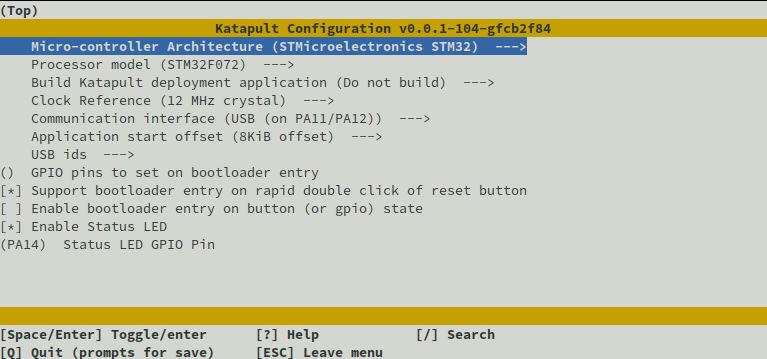 (Top)
Katapult Configuration v0.0.1-104-gfcb2f84
Micro-controller Architecture (STMicroelectronics STM32)  --->
Processor model (STM32F072)  --->
Build Katapult deployment application (Do not build)  --->
Clock Reference (12 MHz crystal)  --->
Communication interface (USB (on PA11/PA12))  --->
Application start offset (8KiB offset)  --->
USB ids  --->
()  GPIO pins to set on bootloader entry
[*] Support bootloader entry on rapid double click of reset button
[ ] Enable bootloader entry on button (or gpio) state
[*] Enable Status LED
(PA14)  Status LED GPIO Pin
[Space/Enter] Toggle/enter      [?] Help            [/] Search
[Q] Quit (prompts for save)     [ESC] Leave menu